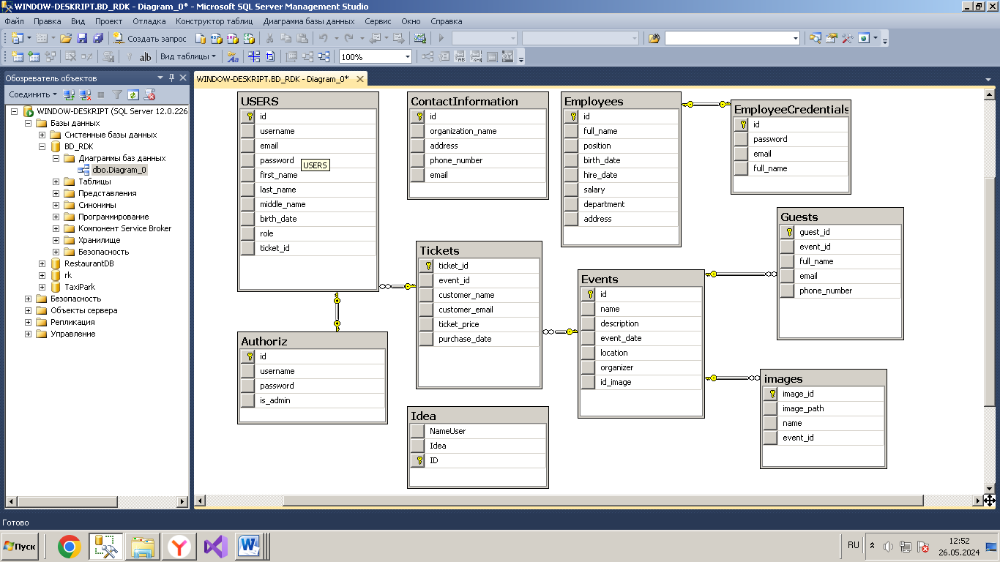 WINDOW-DESKRIPT.BD_RDK - Diagram_0* - Microsoft SQL Server Management Studio
Файл Правка Вид Проект Отладка Конструктор таблиц Диаграмма базы данных Сервис Окно Справка
Создать запрос
Вид таблицы 100%
Обозреватель объектов
Соединить
WINDOW-DESKRIPT (SQL Server 12.0.226
Базы данных
Системные базы данных
BD_RDK
Диаграммы баз данных
dbo.Diagram_0
Таблицы
Представления
Синонимы
Программирование
Компонент Service Broker
Хранилище
Безопасность
RestaurantDB
rk
TaxiPark
Безопасность
Объекты сервера
Репликация
Управление
WINDOW-DESKRIPT.BD_RDK - Diagram_0*
USERS
id
username
email
password
first_name
last_name
middle_name
birth_date
role
ticket_id
USERS
ContactInformation
id
organization_name
address
phone_number
email
Employees
id
full_name
position
birth_date
hire_date
salary
department
address
EmployeeCredentials
id
password
email
full_name
Guests
guest_id
event_id
full_name
email
phone_number
Tickets
ticket_id
event_id
customer_name
customer_email
ticket_price
purchase_date
Events
id
name
description
event_date
location
organizer
id_image
Authoriz
id
username
password
is_admin
images
image_id
image_path
name
event_id
Idea
NameUser
Idea
ID
Готово
Пуск
RU
12:52
26.05.2024